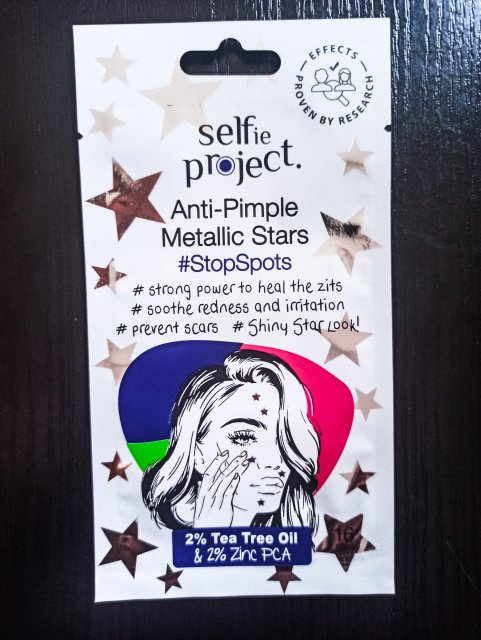 EFFECTS
PROVEN BY RESEARCH
selfie
project.
Anti-Pimple
Metallic Stars
#StopSpots
# strong power to heal the zits
# soothe redness and irritation
# prevent scars # Shiny Star Look!
2% Tea Tree Oil
& 2% Zinc PCA
16